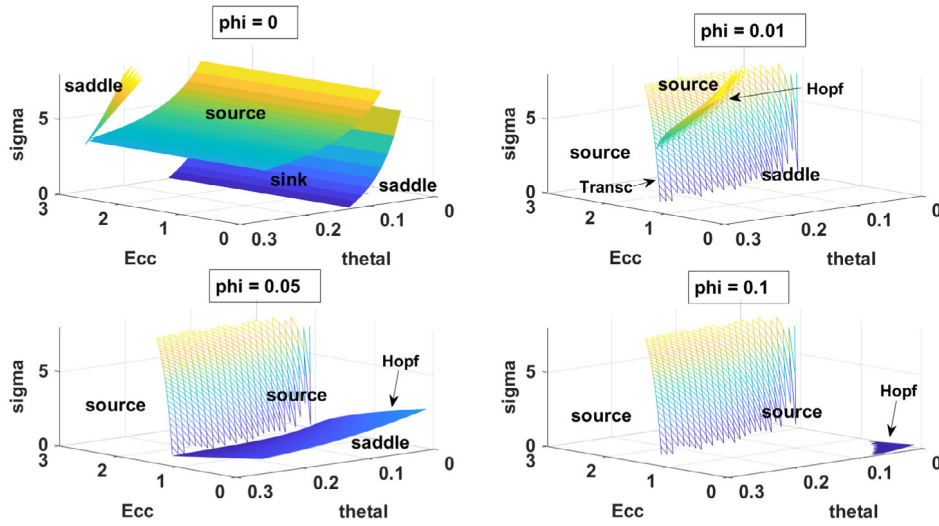 phi = 0
saddle
source
sink
saddle
sigma
5
0
3
2
1
0
Ecc
0.3
0.2
0.1
0
thetal
phi = 0.01
source
Hopf
source
Transc
saddle
sigma
5
0
3
2
1
0
Ecc
0.3
0.2
0.1
0
thetal
phi = 0.05
Hopf
source
source
saddle
sigma
5
0
3
2
1
0
Ecc
0.3
0.2
0.1
0
thetal
phi = 0.1
Hopf
source
source
sigma
5
0
3
2
1
0
Ecc
0.3
0.2
0.1
0
thetal